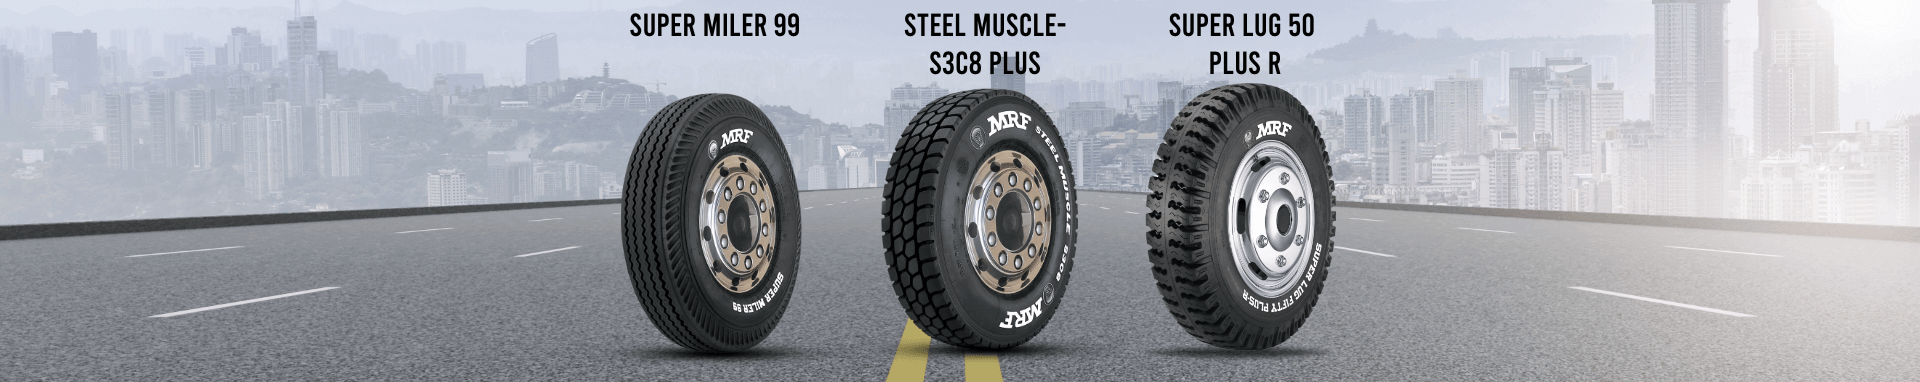 SUPER MILER 99
STEEL MUSCLE-
S3C8 PLUS
SUPER LUG 50
PLUS R
MRF
SUPER MILER 99
MRF
STEEL MUSCLE S3C8
MRF
MRF
SUPER LUG FIFTY PLUS-R